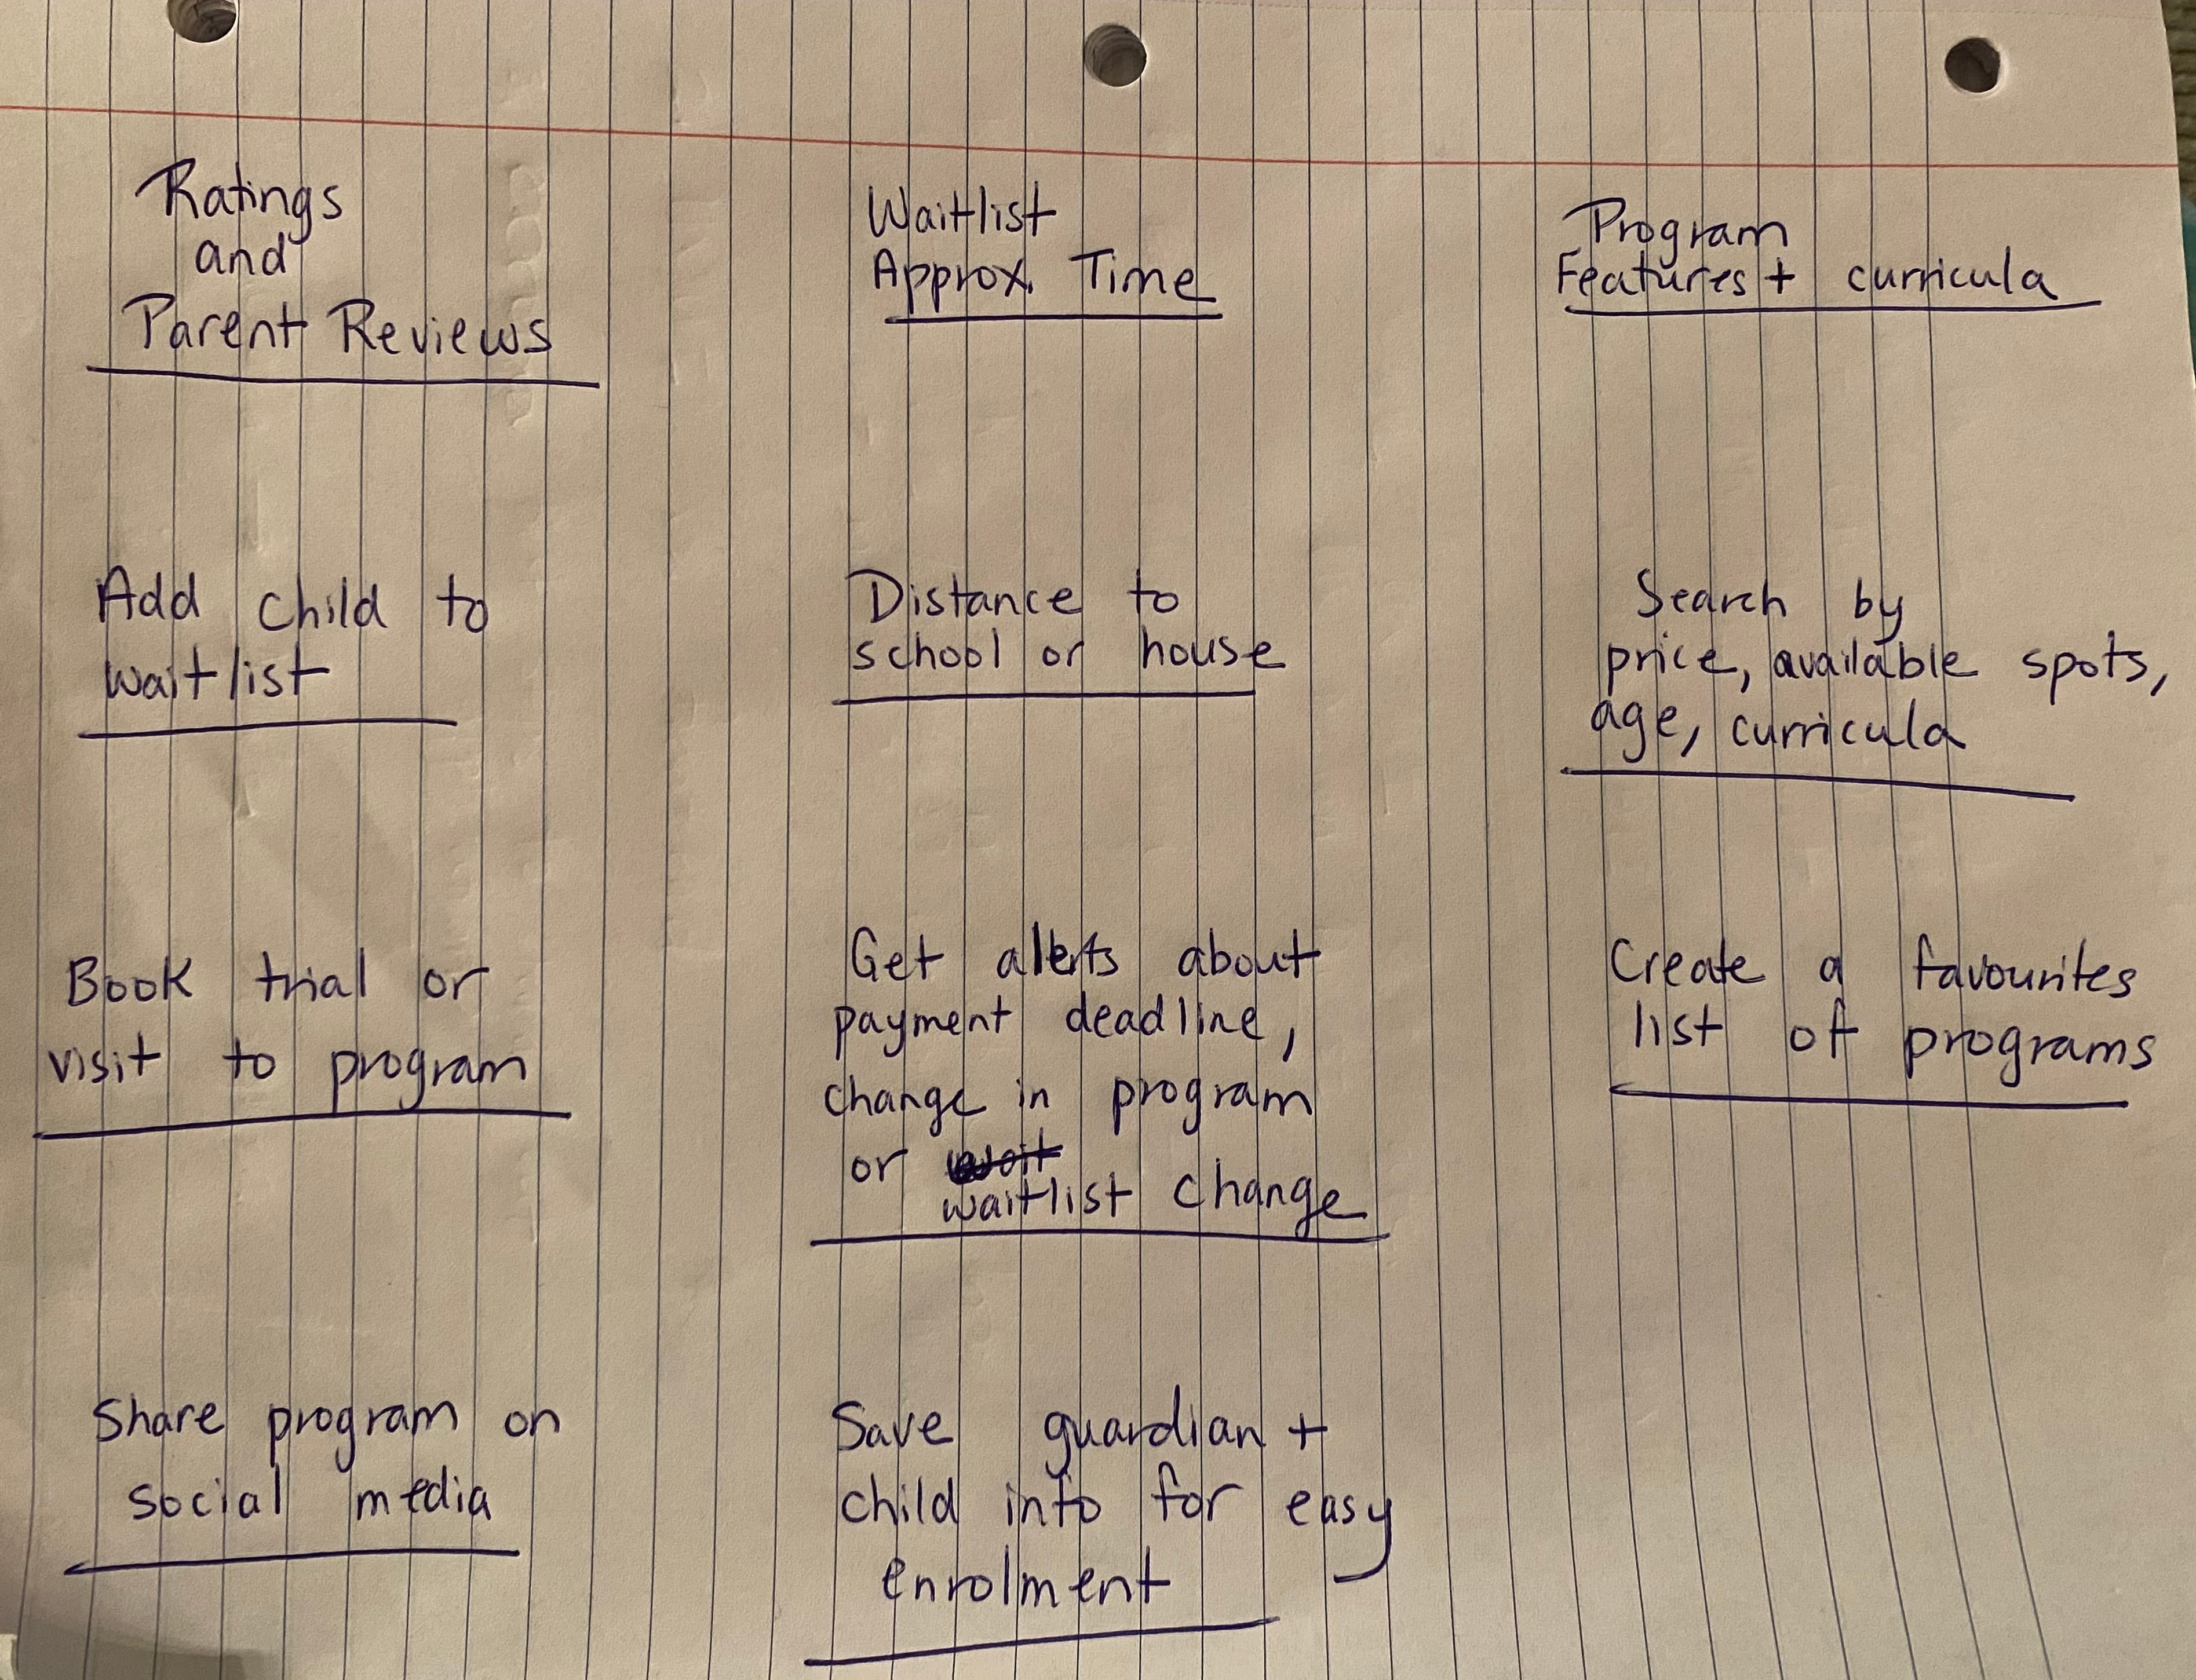 Ratings
and
Parent Reviews
Waitlist
Approx. Time
Program
Features + curricula
Add child to
waitlist
Distance to
school or house
Search by
price, available spots,
age, curricula
Book trial or
visit to program
Get alerts about
payment deadline,
change in program
or wait
waitlist change
Create a favourites
list of programs
Share program on
social media
Save guardian +
child info for easy
enrolment